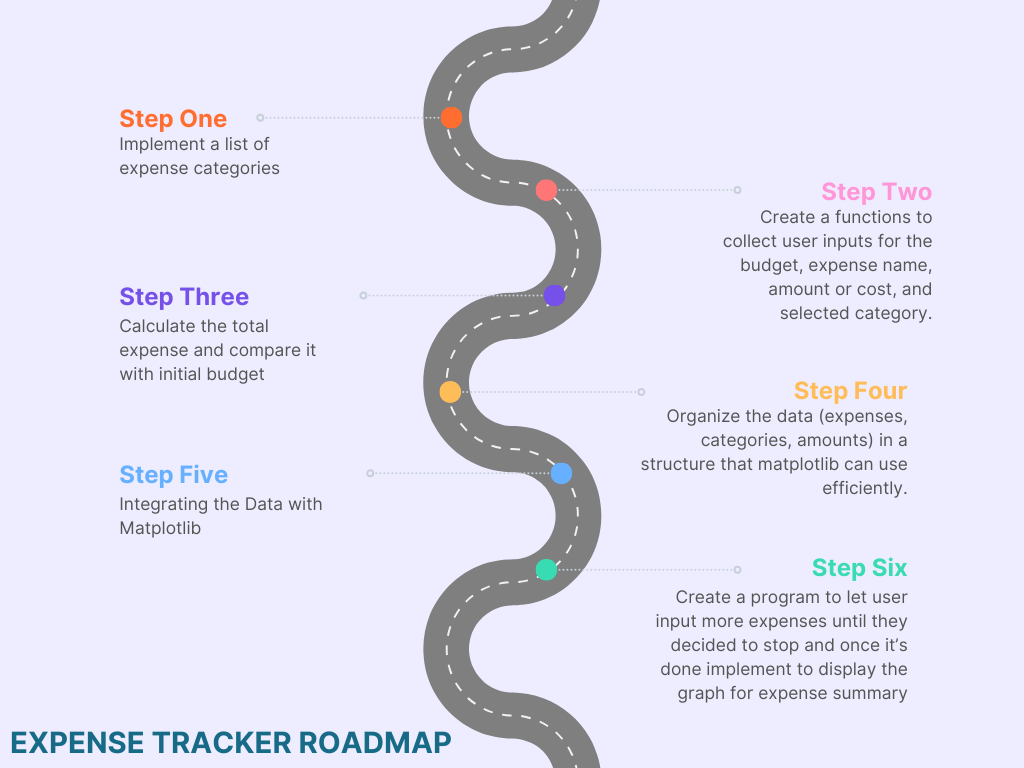 Step One
Implement a list of
expense categories
Step Two
Create a functions to
collect user inputs for the
budget, expense name,
amount or cost, and
selected category.
Step Three
Calculate the total
expense and compare it
with initial budget
Step Four
Organize the data (expenses,
categories, amounts) in a
structure that matplotlib can use
efficiently.
Step Five
Integrating the Data with
Matplotlib
Step Six
Create a program to let user
input more expenses until they
decided to stop and once it’s
done implement to display the
graph for expense summary
EXPENSE TRACKER ROADMAP